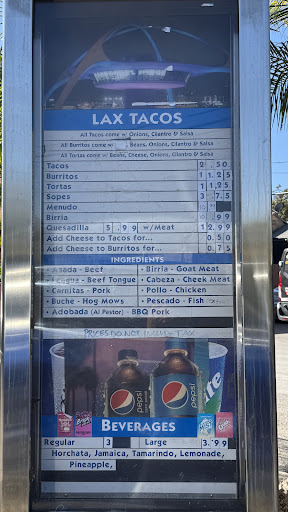 LAX TACOS
All Tacos come w/ Onions, Cilantro & Salsa
All Burritos come w/ Beans, Onions, Cilantro & Salsa
All Tortas come w/ Beans, Cheese, Onions, Cilantro & Salsa
Tacos 2.50
Burritos 11.25
Tortas 11.25
Sopes 3.75
Menudo
Birria .99
Quesadilla 5.99 w/Meat 12.99
Add Cheese to Tacos for... 0.50
Add Cheese to Burritos for... 0.75
INGREDIENTS
• Asada - Beef • Birria - Goat Meat
• Lengua - Beef Tongue • Cabeza - Cheek Meat
• Carnitas - Pork • Pollo - Chicken
• Buche - Hog Mows • Pescado - Fish
• Adobada (Al Pastor) - BBQ Pork
PRICES DO NOT INCLUDE TAX
pepsi
pepsi
BEVERAGES
Regular 3 Large 3.99
Horchata, Jamaica, Tamarindo, Lemonade,
Pineapple,